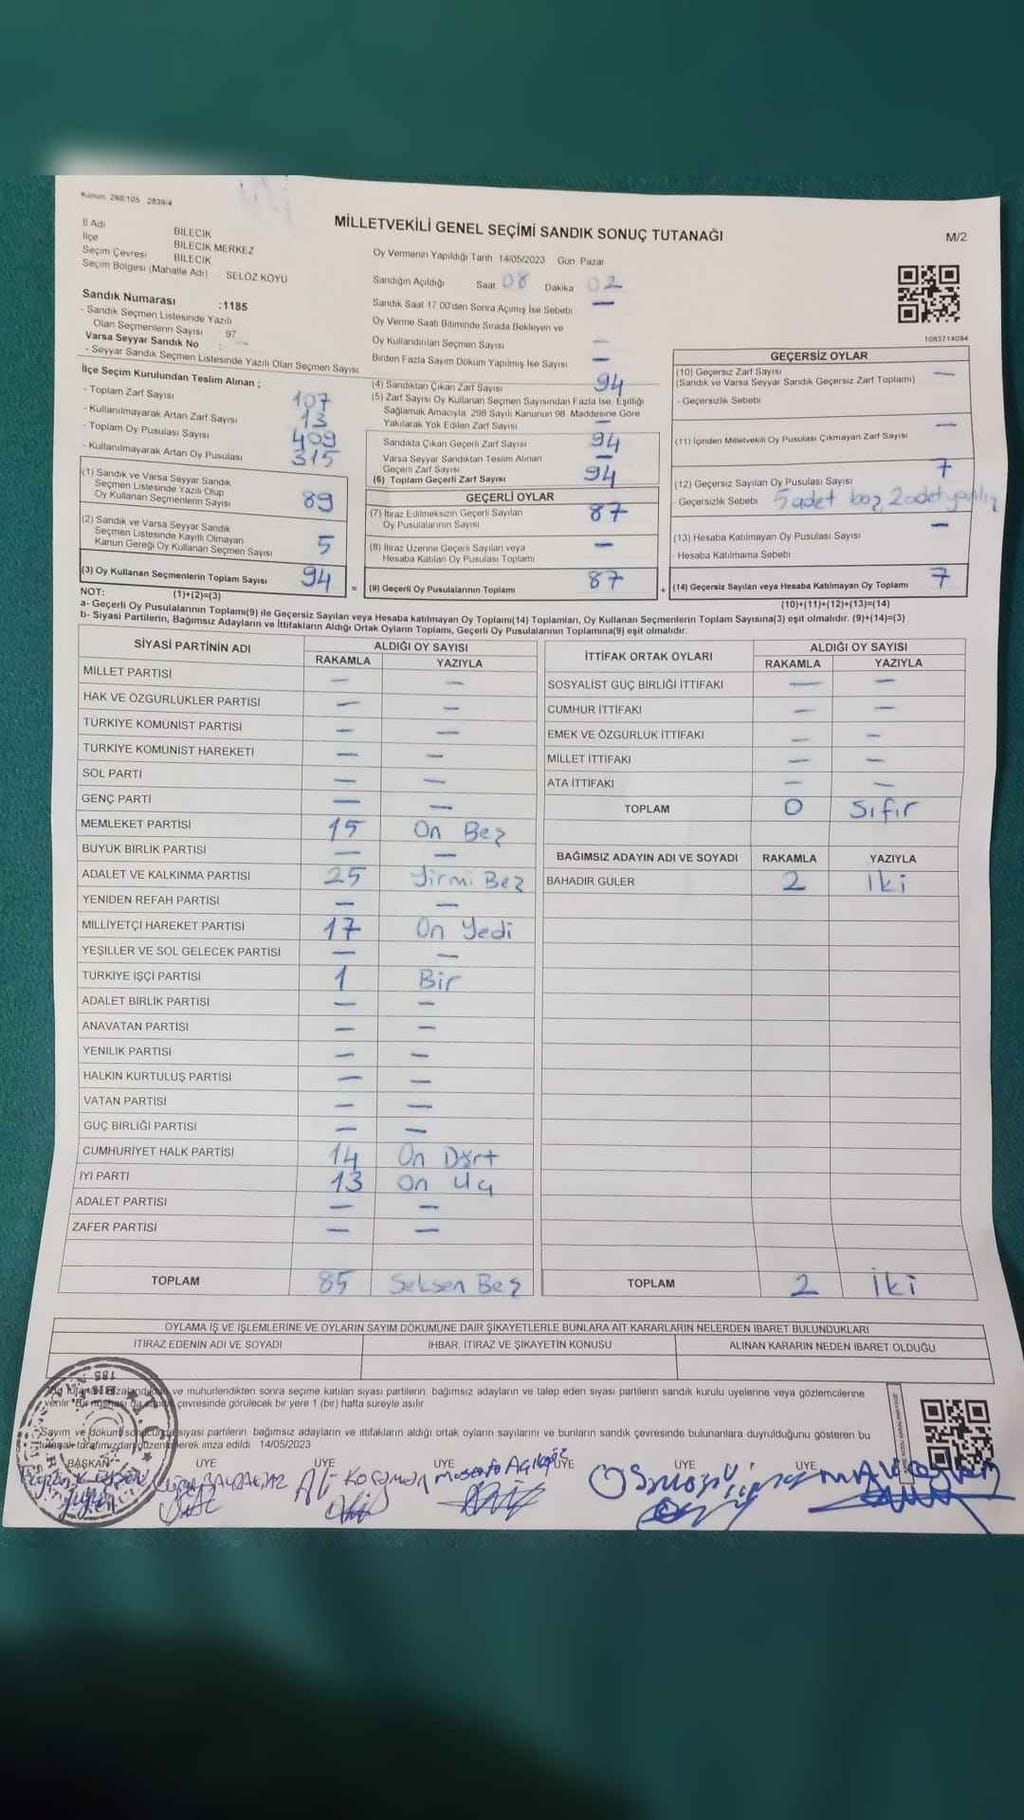 Kanun: 298/105 2839/4
MİLLETVEKİLİ GENEL SEÇİMİ SANDIK SONUÇ TUTANAĞI
M/2
İl Adı BİLECİK
İlçe BİLECİK MERKEZ
Seçim Çevresi BİLECİK
Seçim Bölgesi (Mahalle Adı) SELÖZ KÖYÜ
Sandık Numarası :1185
- Sandık Seçmen Listesinde Yazılı
Olan Seçmenlerin Sayısı 97
Varsa Seyyar Sandık No :
- Seyyar Sandık Seçmen Listesinde Yazılı Olan Seçmen Sayısı
Oy Vermenin Yapıldığı Tarih 14/05/2023 Gün: Pazar
Sandığın Açıldığı Saat 08 Dakika 02
Sandık Saat 17.00'den Sonra Açılmış İse Sebebi —
Oy Verme Saati Bitiminde Sırada Bekleyen ve
Oy Kullandırılan Seçmen Sayısı —
Birden Fazla Sayım Döküm Yapılmış İse Sayısı —
1083714094
İlçe Seçim Kurulundan Teslim Alınan ;
- Toplam Zarf Sayısı 107
- Kullanılmayarak Artan Zarf Sayısı 13
- Toplam Oy Pusulası Sayısı 409
- Kullanılmayarak Artan Oy Pusulası 315
(1) Sandık ve Varsa Seyyar Sandık
Seçmen Listesinde Yazılı Olup
Oy Kullanan Seçmenlerin Sayısı 89
(2) Sandık ve Varsa Seyyar Sandık
Seçmen Listesinde Kayıtlı Olmayan
Kanun Gereği Oy Kullanan Seçmen Sayısı 5
(3) Oy Kullanan Seçmenlerin Toplam Sayısı 94
(4) Sandıktan Çıkan Zarf Sayısı 94
(5) Zarf Sayısı Oy Kullanan Seçmen Sayısından Fazla İse, Eşitliği
Sağlamak Amacıyla, 298 Sayılı Kanunun 98. Maddesine Göre
Yakılarak Yok Edilen Zarf Sayısı —
Sandıkta Çıkan Geçerli Zarf Sayısı 94
Varsa Seyyar Sandıktan Teslim Alınan
Geçerli Zarf Sayısı —
(6) Toplam Geçerli Zarf Sayısı 94
GEÇERLİ OYLAR
(7) İtiraz Edilmeksizin Geçerli Sayılan
Oy Pusulalarının Sayısı 87
(8) İtiraz Üzerine Geçerli Sayılan veya
Hesaba Katılan Oy Pusulası Toplamı —
= (9) Geçerli Oy Pusulalarının Toplamı 87
GEÇERSİZ OYLAR
(10) Geçersiz Zarf Sayısı —
(Sandık ve Varsa Seyyar Sandık Geçersiz Zarf Toplamı)
- Geçersizlik Sebebi
(11) İçinden Milletvekili Oy Pusulası Çıkmayan Zarf Sayısı —
(12) Geçersiz Sayılan Oy Pusulası Sayısı 7
Geçersizlik Sebebi 5 adet boş, 2 adet
(13) Hesaba Katılmayan Oy Pusulası Sayısı —
- Hesaba Katılmama Sebebi
+ (14) Geçersiz Sayılan veya Hesaba Katılmayan Oy Toplamı 7
NOT: (1)+(2)=(3)
(10)+(11)+(12)+(13)=(14)
a- Geçerli Oy Pusulalarının Toplamı(9) ile Geçersiz Sayılan veya Hesaba katılmayan Oy Toplamı(14) Toplamları, Oy Kullanan Seçmenlerin Toplam Sayısına(3) eşit olmalıdır. (9)+(14)=(3)
b- Siyasi Partilerin, Bağımsız Adayların ve İttifakların Aldığı Ortak Oyların Toplamı, Geçerli Oy Pusulalarının Toplamına(9) eşit olmalıdır.
SİYASİ PARTİNİN ADI ALDIĞI OY SAYISI
RAKAMLA YAZIYLA
MİLLET PARTİSİ — —
HAK VE ÖZGÜRLÜKLER PARTİSİ — —
TÜRKİYE KOMÜNİST PARTİSİ — —
TÜRKİYE KOMÜNİST HAREKETİ — —
SOL PARTİ — —
GENÇ PARTİ — —
MEMLEKET PARTİSİ 15 On Beş
BÜYÜK BİRLİK PARTİSİ — —
ADALET VE KALKINMA PARTİSİ 25 Yirmi Beş
YENİDEN REFAH PARTİSİ — —
MİLLİYETÇİ HAREKET PARTİSİ 17 On Yedi
YEŞİLLER VE SOL GELECEK PARTİSİ — —
TÜRKİYE İŞÇİ PARTİSİ 1 Bir
ADALET BİRLİK PARTİSİ — —
ANAVATAN PARTİSİ — —
YENİLİK PARTİSİ — —
HALKIN KURTULUŞ PARTİSİ — —
VATAN PARTİSİ — —
GÜÇ BİRLİĞİ PARTİSİ — —
CUMHURİYET HALK PARTİSİ 14 On Dört
İYİ PARTİ 13 On Üç
ADALET PARTİSİ — —
ZAFER PARTİSİ — —
TOPLAM 85 Seksen Beş
İTTİFAK ORTAK OYLARI ALDIĞI OY SAYISI
RAKAMLA YAZIYLA
SOSYALİST GÜÇ BİRLİĞİ İTTİFAKI — —
CUMHUR İTTİFAKI — —
EMEK VE ÖZGÜRLÜK İTTİFAKI — —
MİLLET İTTİFAKI — —
ATA İTTİFAKI — —
TOPLAM 0 Sıfır
BAĞIMSIZ ADAYIN ADI VE SOYADI RAKAMLA YAZIYLA
BAHADIR GÜLER 2 İki
TOPLAM 2 İki
OYLAMA İŞ VE İŞLEMLERİNE VE OYLARIN SAYIM DÖKÜMÜNE DAİR ŞİKAYETLERLE BUNLARA AİT KARARLARIN NELERDEN İBARET BULUNDUKLARI
İTİRAZ EDENİN ADI VE SOYADI İHBAR, İTİRAZ VE ŞİKAYETİN KONUSU ALINAN KARARIN NEDEN İBARET OLDUĞU
ve mühürlendikten sonra seçime katılan siyasi partilerin, bağımsız adayların ve talep eden siyasi partilerin sandık kurulu üyelerine veya gözlemcilerine
verilir. çevresinde görülecek bir yere 1 (bir) hafta süreyle asılır
Sayım ve döküm sonucunda siyasi partilerin, bağımsız adayların ve ittifakların aldığı ortak oyların sayılarını ve bunların sandık çevresinde bulunanlara duyrulduğunu gösteren bu
tutanak tarafımızdan düzenlenerek imza edildi. 14/05/2023
BAŞKAN ÜYE ÜYE ÜYE ÜYE ÜYE ÜYE
Ali Mustafa